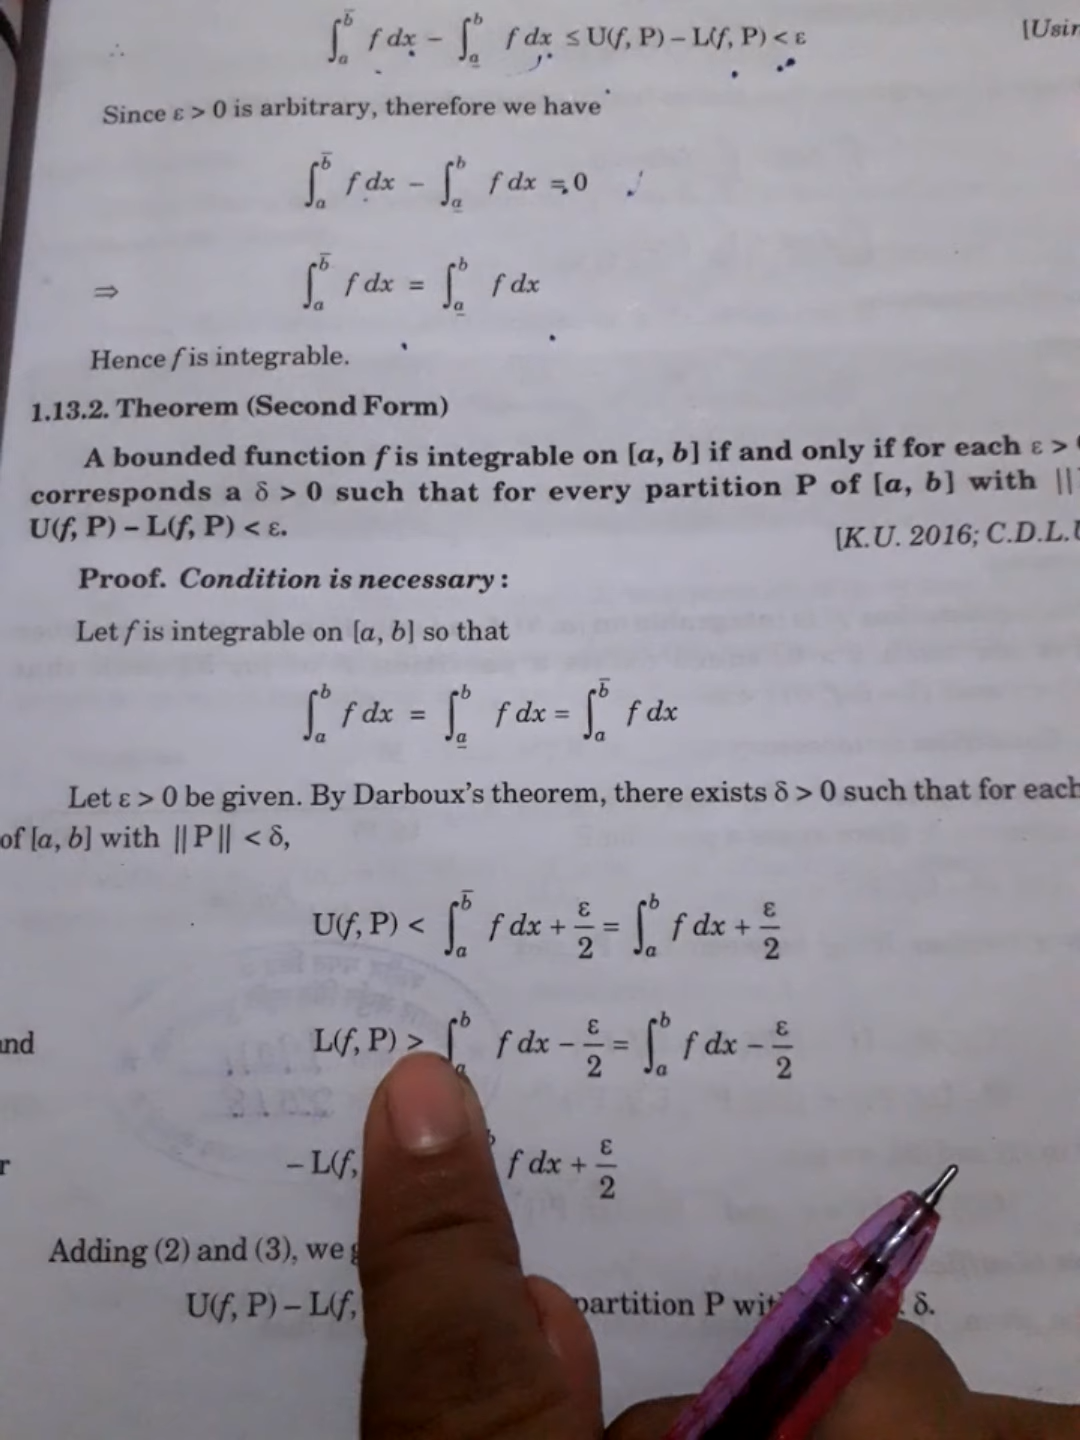 ∴ ∫_a^b̅ f dx – ∫_a̲^b f dx ≤ U(f, P) – L(f, P) < ε [Usin
Since ε > 0 is arbitrary, therefore we have
∫_a^b̅ f dx – ∫_a̲^b f dx = 0
⇒ ∫_a^b̅ f dx = ∫_a̲^b f dx
Hence f is integrable.
1.13.2. Theorem (Second Form)
A bounded function f is integrable on [a, b] if and only if for each ε >
corresponds a δ > 0 such that for every partition P of [a, b] with ||
U(f, P) – L(f, P) < ε.
[K.U. 2016; C.D.L.U
Proof. Condition is necessary :
Let f is integrable on [a, b] so that
∫_a^b f dx = ∫_a̲^b f dx = ∫_a^b̅ f dx
Let ε > 0 be given. By Darboux's theorem, there exists δ > 0 such that for each
of [a, b] with || P || < δ,
U(f, P) < ∫_a^b̅ f dx + ε/2 = ∫_a^b f dx + ε/2
and L(f, P) > ∫_a^b f dx – ε/2 = ∫_a^b f dx – ε/2
– L(f, f dx + ε/2
Adding (2) and (3), we
U(f, P) – L(f, partition P δ.